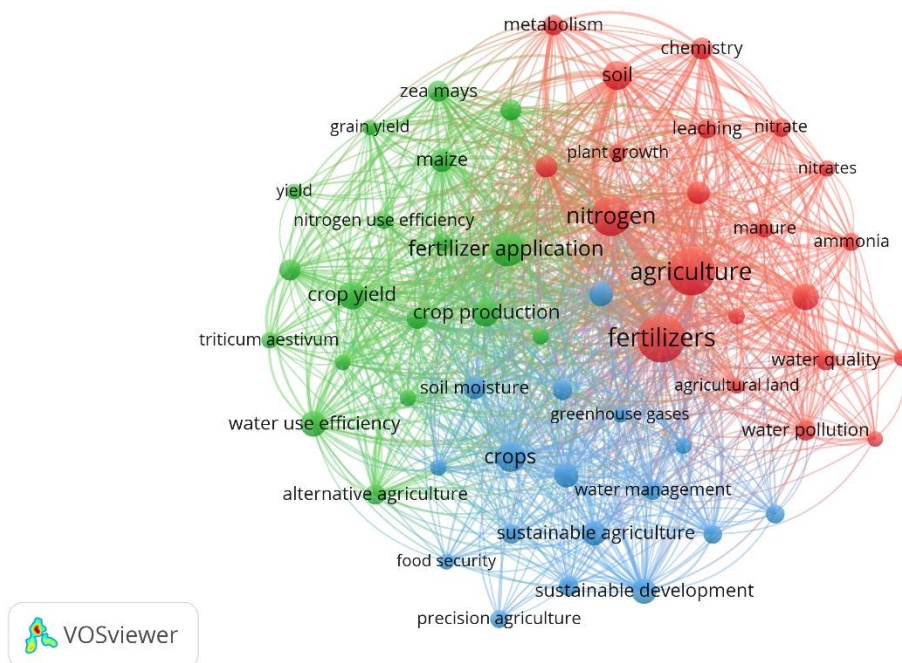 metabolism
chemistry
soil
zea mays
grain yield
leaching
nitrate
plant growth
maize
nitrates
yield
nitrogen
nitrogen use efficiency
manure
ammonia
fertilizer application
agriculture
crop yield
crop production
fertilizers
triticum aestivum
water quality
soil moisture
agricultural land
greenhouse gases
water use efficiency
water pollution
crops
water management
alternative agriculture
sustainable agriculture
food security
sustainable development
precision agriculture
VOSviewer